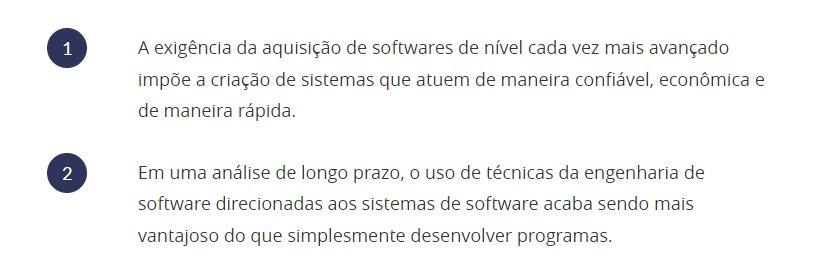 1
A exigência da aquisição de softwares de nível cada vez mais avançado
impõe a criação de sistemas que atuem de maneira confiável, econômica e
de maneira rápida.
2
Em uma análise de longo prazo, o uso de técnicas da engenharia de
software direcionadas aos sistemas de software acaba sendo mais
vantajoso do que simplesmente desenvolver programas.